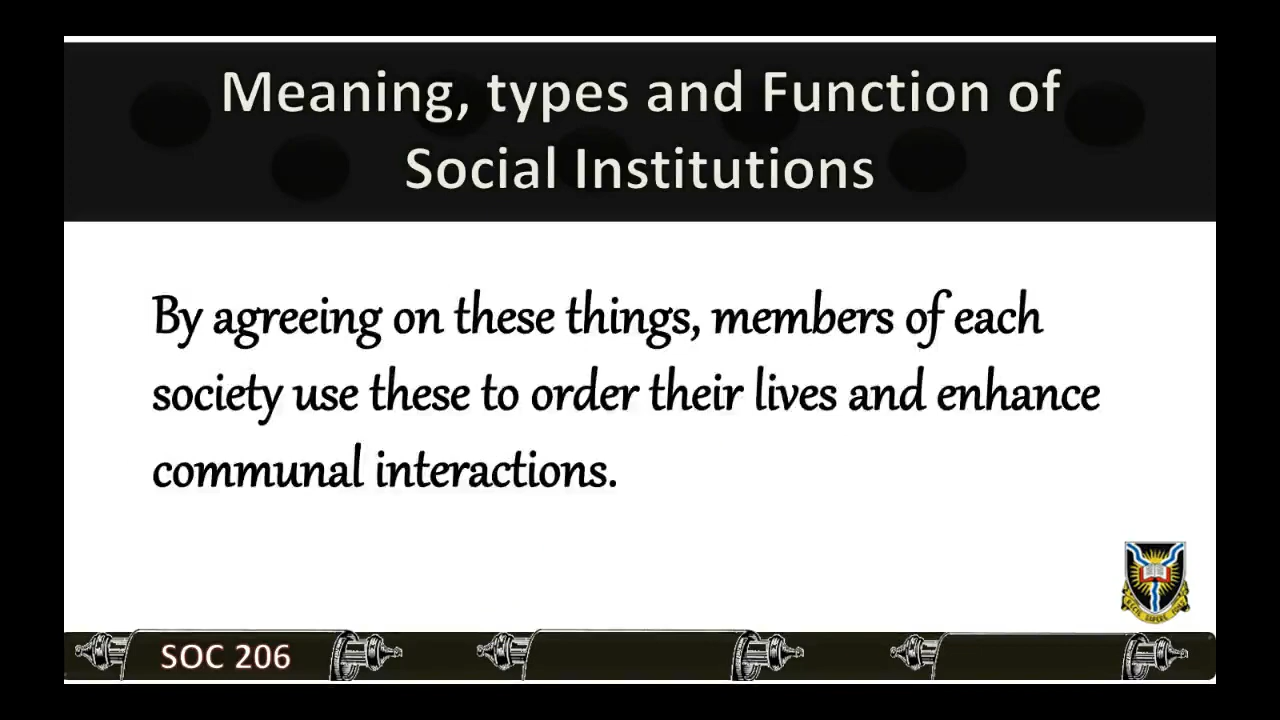 Meaning, types and Function of
Social Institutions
By agreeing on these things, members of each
society use these to order their lives and enhance
communal interactions.
SOC 206